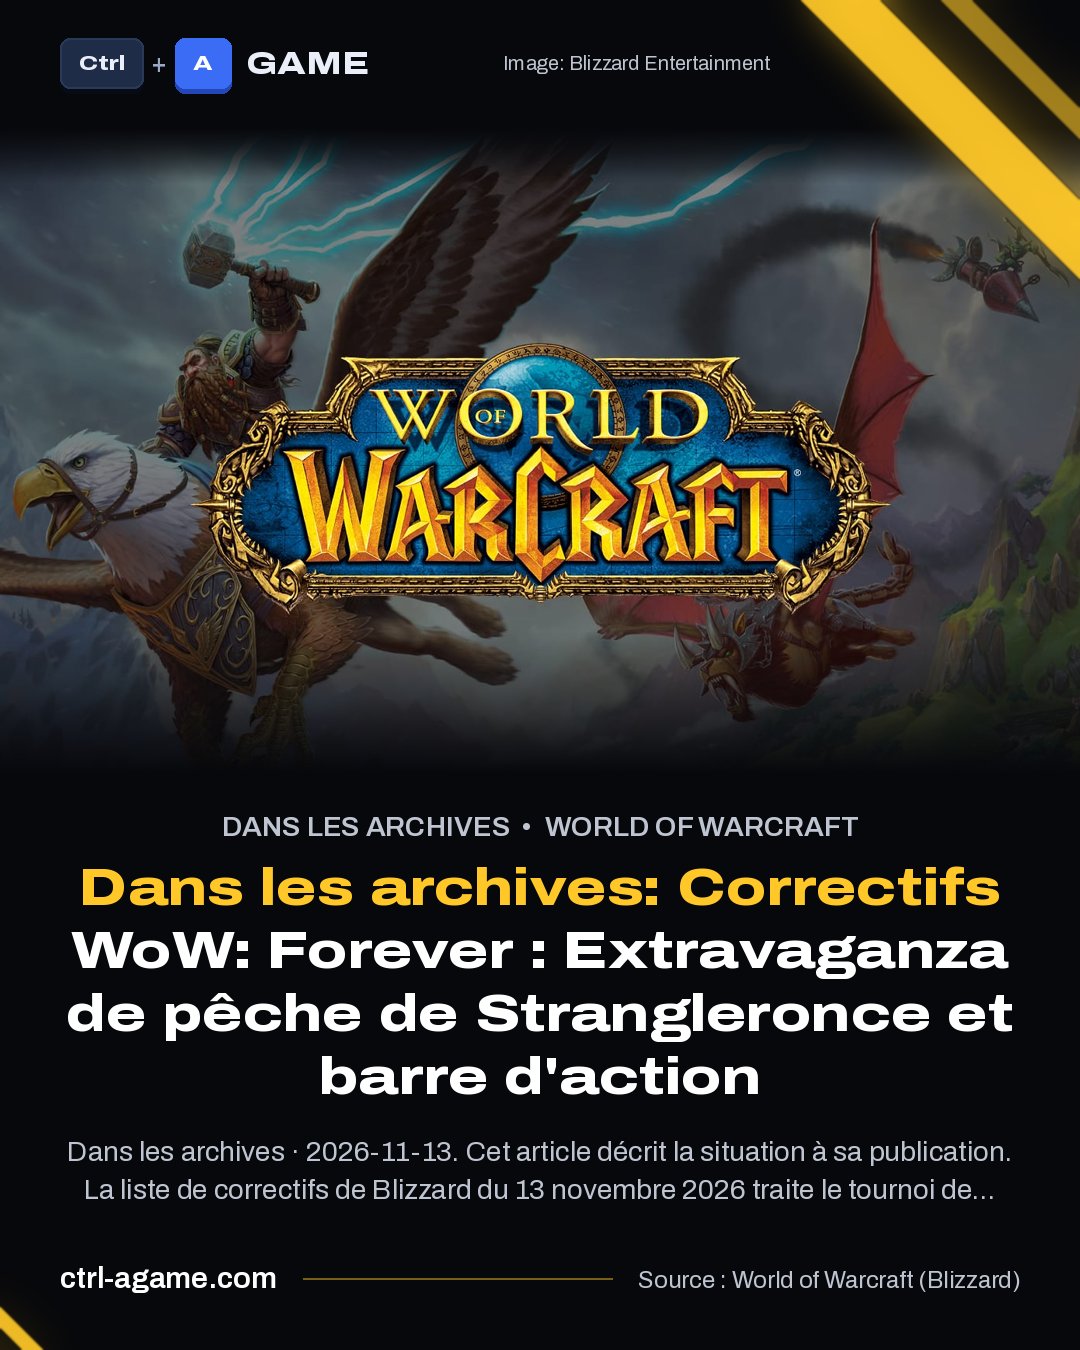 Ctrl + A GAME
Image: Blizzard Entertainment
WORLD
OF
WARCRAFT
®
DANS LES ARCHIVES • WORLD OF WARCRAFT
Dans les archives: Correctifs
WoW: Forever : Extravaganza
de pêche de Strangleronce et
barre d'action
Dans les archives · 2026-11-13. Cet article décrit la situation à sa publication.
La liste de correctifs de Blizzard du 13 novembre 2026 traite le tournoi de…
ctrl-agame.com
Source : World of Warcraft (Blizzard)